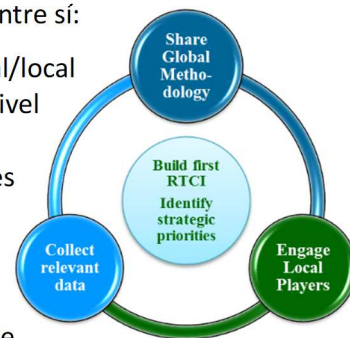 ntre sí:
Share
Global
Metho-
dology
l/local
ivel
es
Build first
RTCI
Identify
strategic
priorities
Collect
relevant
data
Engage
Local
Players